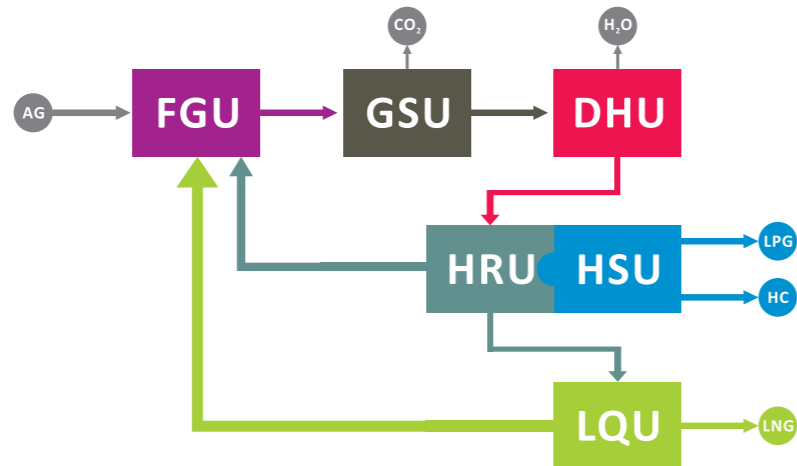 CO₂
H₂O
AG
FGU
GSU
DHU
HRU
HSU
LPG
HC
LQU
LNG